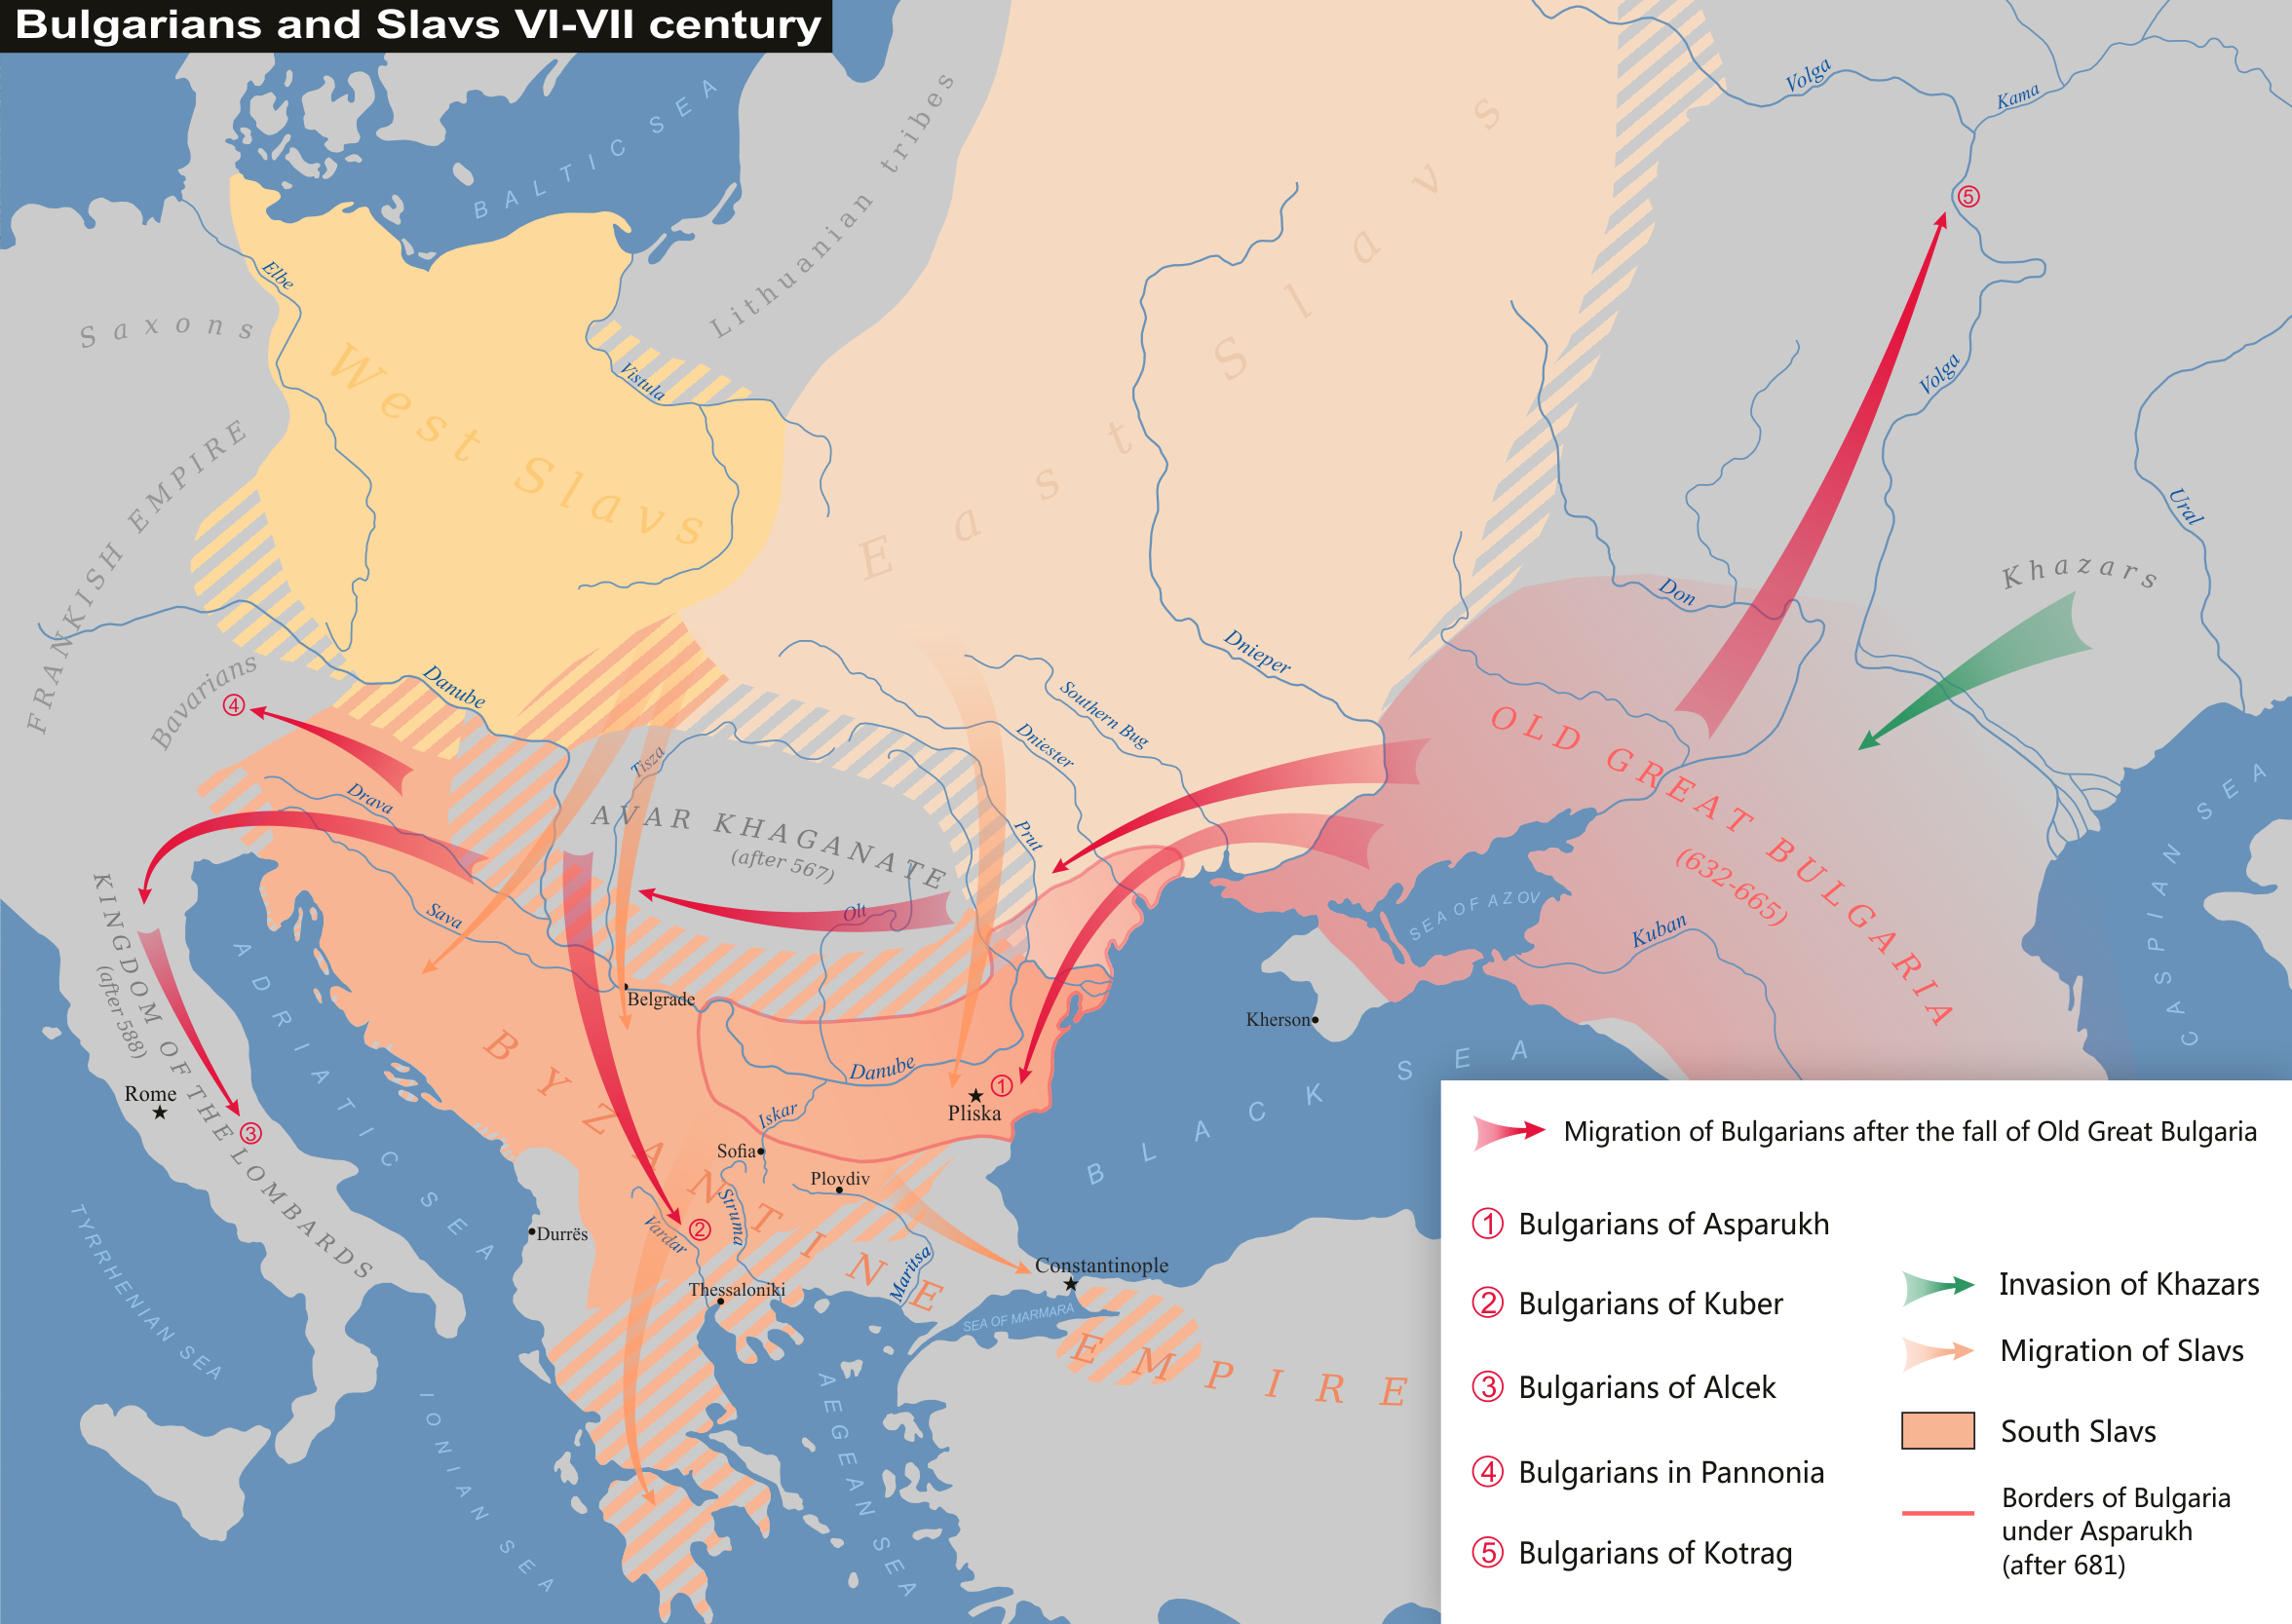 Bulgarians and Slavs VI-VII century
BALTIC SEA
Lithuanian tribes
Volga
Kama
⑤
Elbe
Saxons
West Slavs
Vistula
East Slavs
Volga
Ural
FRANKISH EMPIRE
Khazars
Don
Dnieper
Bavarians
④
Danube
Southern Bug
Dniester
OLD GREAT BULGARIA
(632-665)
Tisza
Drava
AVAR KHAGANATE
(after 567)
Prut
CASPIAN SEA
Olt
SEA OF AZOV
Kuban
Sava
KINGDOM OF THE LOMBARDS
(after 588)
ADRIATIC SEA
Belgrade
Kherson
BYZANTINE EMPIRE
Danube
①
Pliska
BLACK SEA
Rome
③
Iskar
Sofia
Plovdiv
Struma
Vardar
②
Durrës
Maritsa
Constantinople
Thessaloniki
SEA OF MARMARA
TYRRHENIAN SEA
IONIAN SEA
AEGEAN SEA
Migration of Bulgarians after the fall of Old Great Bulgaria
① Bulgarians of Asparukh
② Bulgarians of Kuber
③ Bulgarians of Alcek
④ Bulgarians in Pannonia
⑤ Bulgarians of Kotrag
Invasion of Khazars
Migration of Slavs
South Slavs
Borders of Bulgaria
under Asparukh
(after 681)